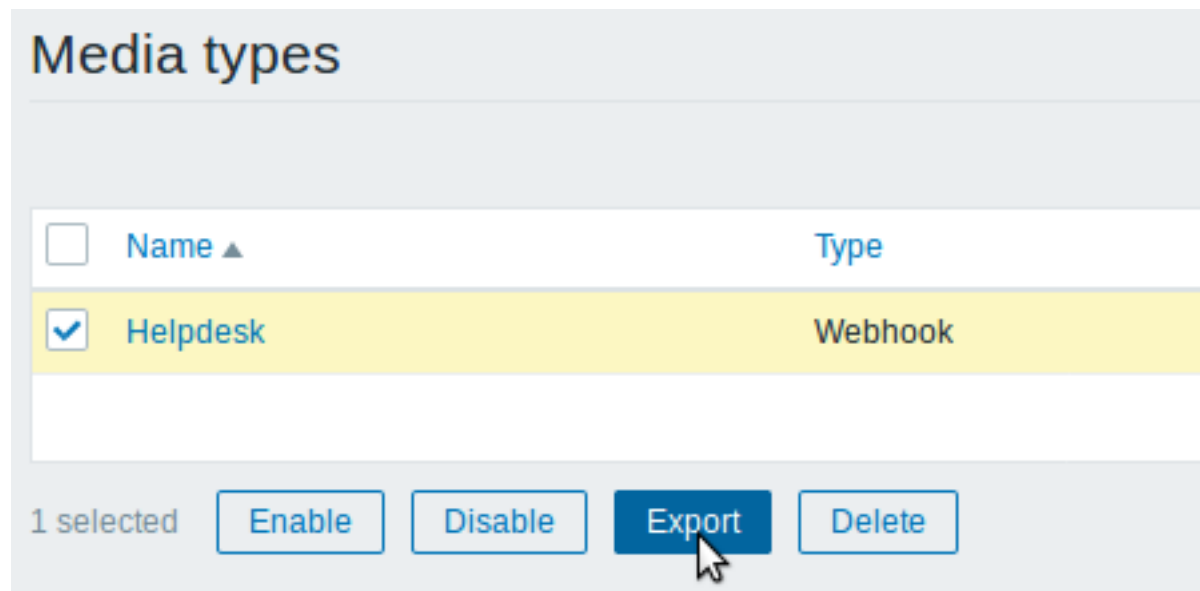 Media types
Name ▲ Type
Helpdesk Webhook
1 selected Enable Disable Export Delete